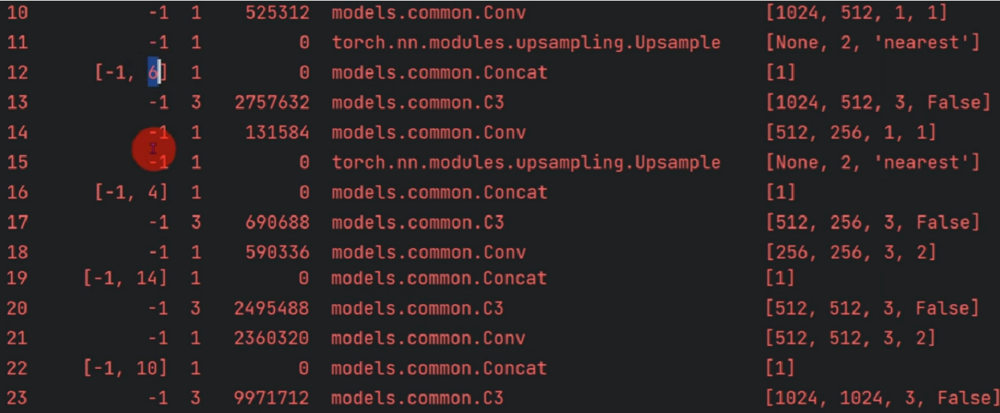 10 -1 1 525312 models.common.Conv [1024, 512, 1, 1]
11 -1 1 0 torch.nn.modules.upsampling.Upsample [None, 2, 'nearest']
12 [-1, 6] 1 0 models.common.Concat [1]
13 -1 3 2757632 models.common.C3 [1024, 512, 3, False]
14 -1 1 131584 models.common.Conv [512, 256, 1, 1]
15 -1 1 0 torch.nn.modules.upsampling.Upsample [None, 2, 'nearest']
16 [-1, 4] 1 0 models.common.Concat [1]
17 -1 3 690688 models.common.C3 [512, 256, 3, False]
18 -1 1 590336 models.common.Conv [256, 256, 3, 2]
19 [-1, 14] 1 0 models.common.Concat [1]
20 -1 3 2495488 models.common.C3 [512, 512, 3, False]
21 -1 1 2360320 models.common.Conv [512, 512, 3, 2]
22 [-1, 10] 1 0 models.common.Concat [1]
23 -1 3 9971712 models.common.C3 [1024, 1024, 3, False]